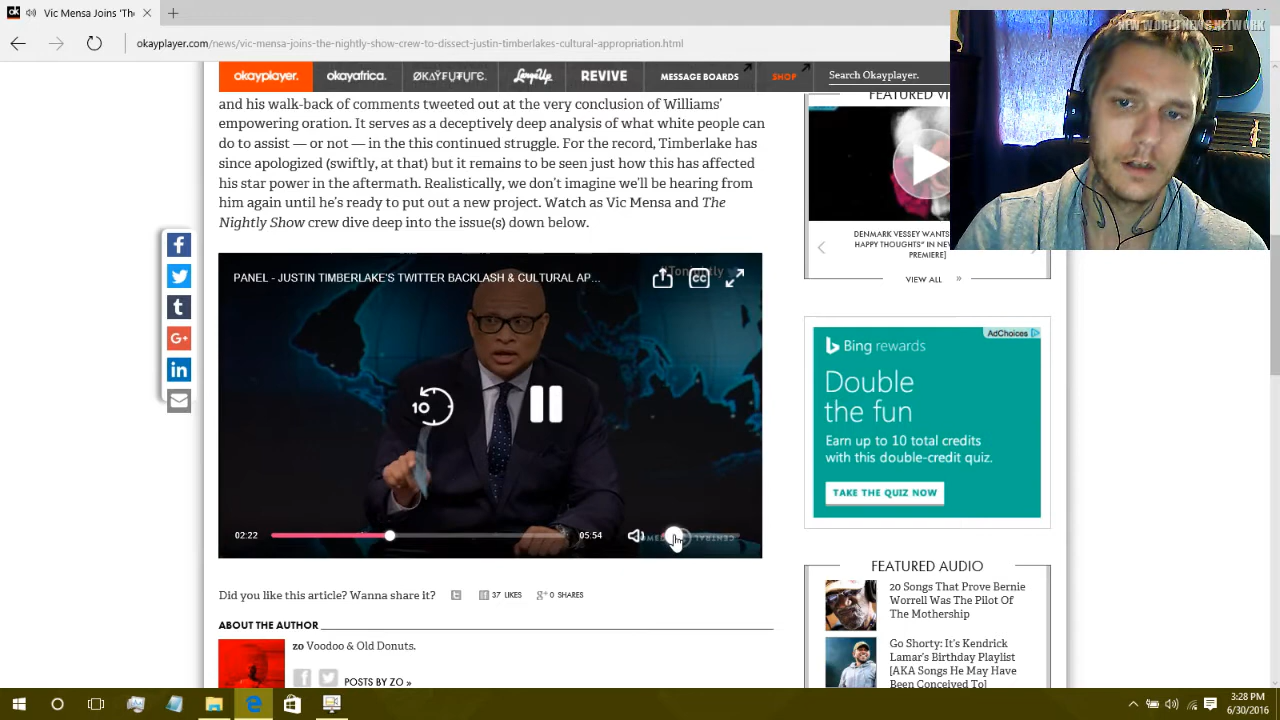 ok 'Vic Mensa Joins 'The
okayplayer.com/news/vic-mensa-joins-the-nightly-show-crew-to-dissect-justin-timberlakes-cultural-appropriation.html
NEW WORLD NEWS NETWORK
okayplayer. okayafrica. OKAYFUTURE. LargeUp REVIVE MESSAGE BOARDS SHOP Search Okayplayer.
and his walk-back of comments tweeted out at the very conclusion of Williams'
empowering oration. It serves as a deceptively deep analysis of what white people can
do to assist — or not — in the this continued struggle. For the record, Timberlake has
since apologized (swiftly, at that) but it remains to be seen just how this has affected
his star power in the aftermath. Realistically, we don't imagine we'll be hearing from
him again until he's ready to put out a new project. Watch as Vic Mensa and The
Nightly Show crew dive deep into the issue(s) down below.
PANEL - JUSTIN TIMBERLAKE'S TWITTER BACKLASH & CULTURAL AP...
CC
10
02:22
05:54
Did you like this article? Wanna share it? 37 LIKES 0 SHARES
ABOUT THE AUTHOR
zo Voodoo & Old Donuts.
POSTS BY ZO »
FEATURED VI
DENMARK VESSEY WANTS
HAPPY THOUGHTS" IN NE
PREMIERE]
VIEW ALL »
AdChoices
Bing rewards
Double
the fun
Earn up to 10 total credits
with this double-credit quiz.
TAKE THE QUIZ NOW
FEATURED AUDIO
20 Songs That Prove Bernie
Worrell Was The Pilot Of
The Mothership
Go Shorty: It's Kendrick
Lamar's Birthday Playlist
[AKA Songs He May Have
Been Conceived To]
3:28 PM
6/30/2016